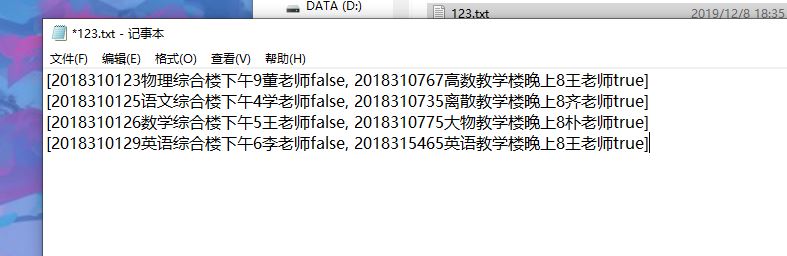 DATA (D:)
123.txt
2019/12/8 18:35
*123.txt - 记事本
文件(F) 编辑(E) 格式(O) 查看(V) 帮助(H)
[2018310123物理综合楼下午9董老师false, 2018310767高数教学楼晚上8王老师true]
[2018310125语文综合楼下午4学老师false, 2018310735离散教学楼晚上8齐老师true]
[2018310126数学综合楼下午5王老师false, 2018310775大物教学楼晚上8朴老师true]
[2018310129英语综合楼下午6李老师false, 2018315465英语教学楼晚上8王老师true]